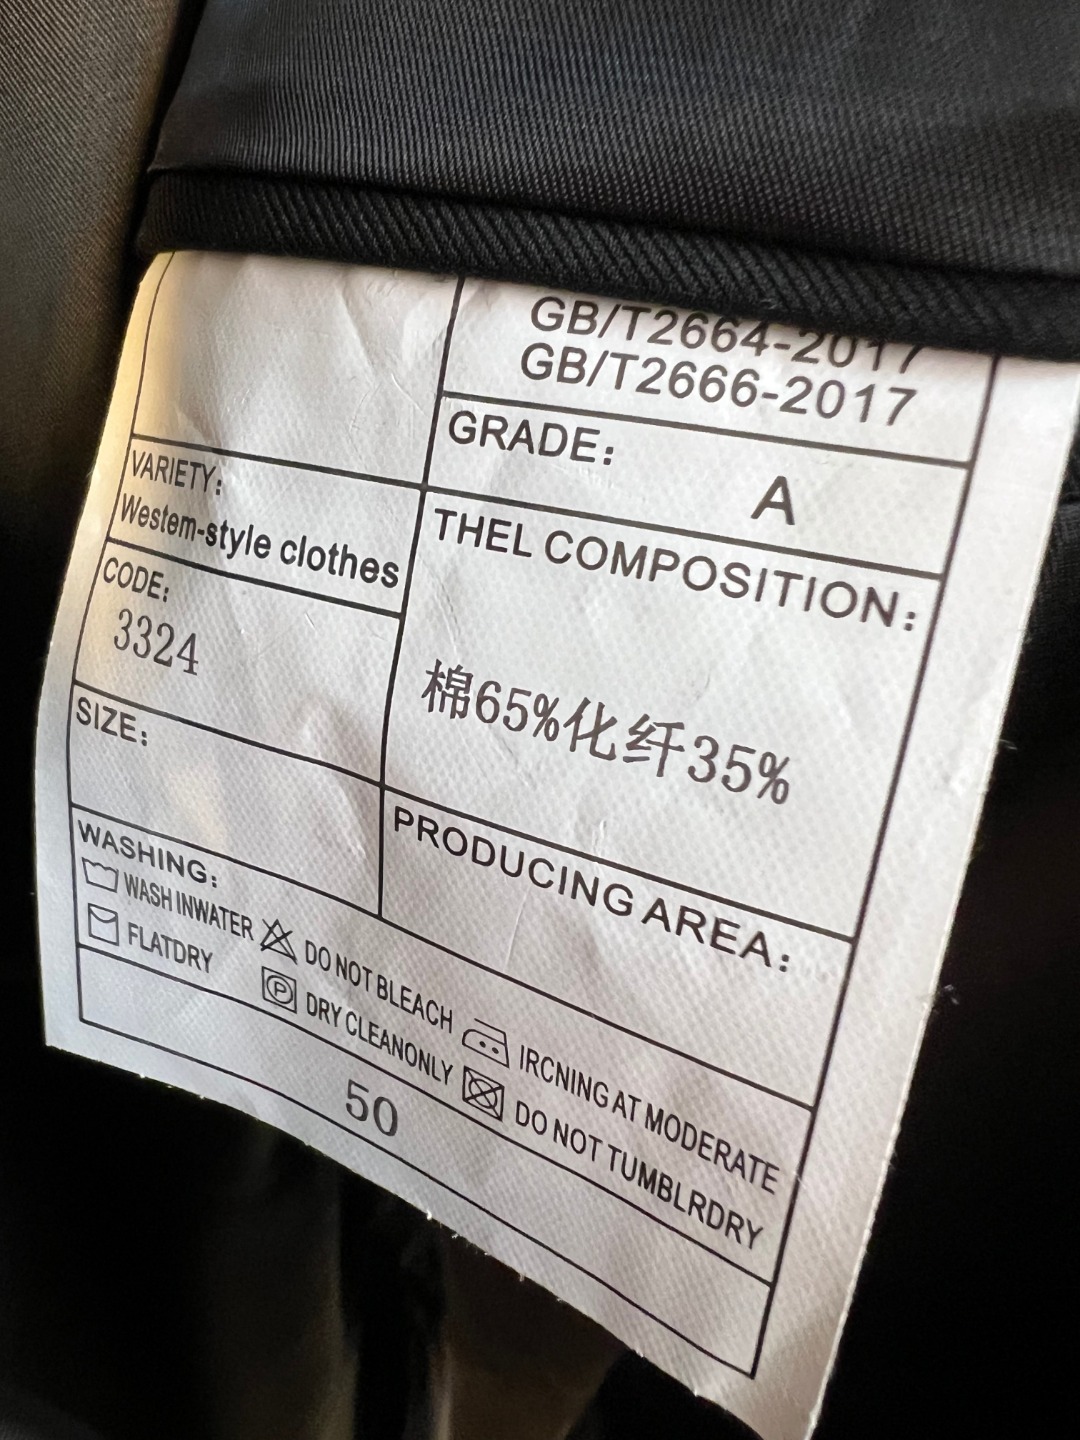 GB/T2664-2017
GB/T2666-2017
GRADE:
A
VARIETY:
Westem-style clothes
THEL COMPOSITION:
棉65%化纤35%
CODE:
3324
SIZE:
PRODUCING AREA:
WASHING:
WASH INWATER DO NOT BLEACH IRCNING AT MODERATE
FLATDRY P DRY CLEANONLY DO NOT TUMBLRDRY
50